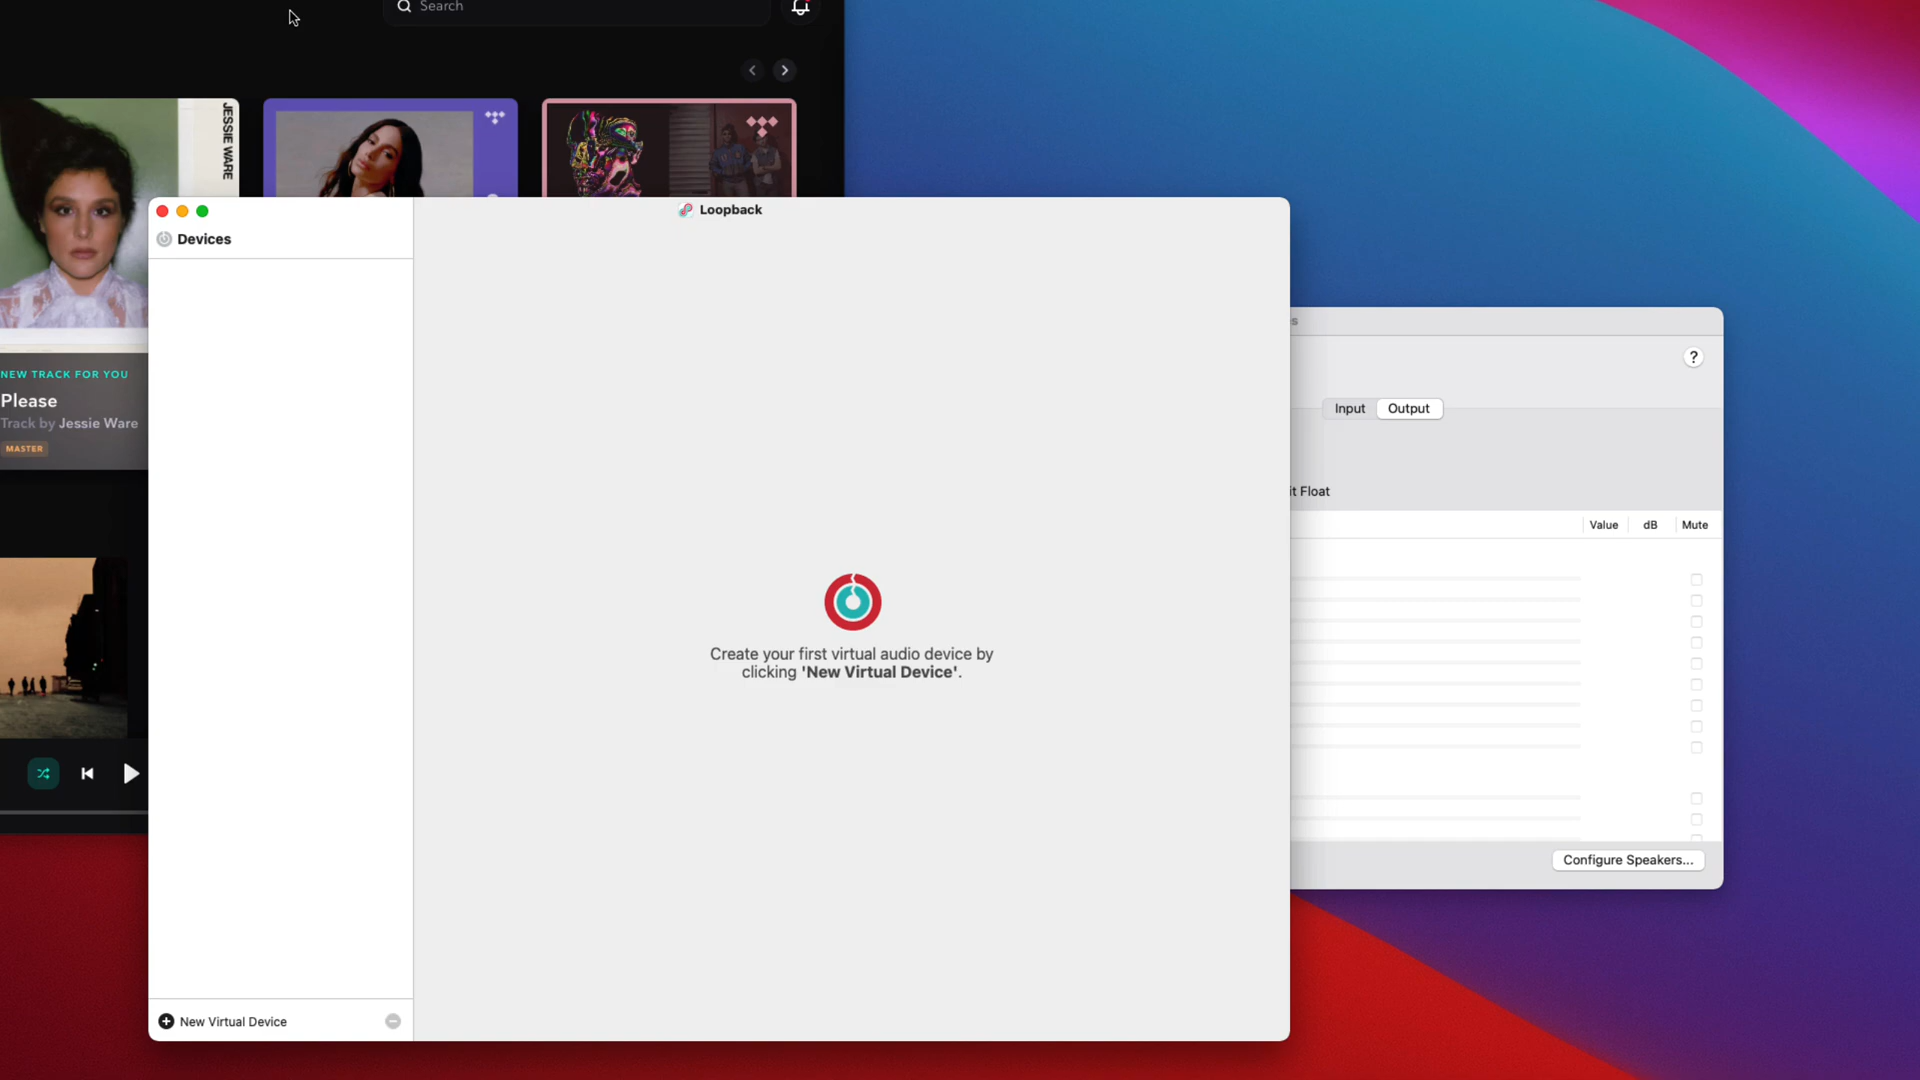 Search
JESSIE WARE
NEW TRACK FOR YOU
Please
Track by Jessie Ware
MASTER
Loopback
Devices
Create your first virtual audio device by
clicking 'New Virtual Device'.
New Virtual Device
s
?
Input Output
it Float
Value dB Mute
Configure Speakers...